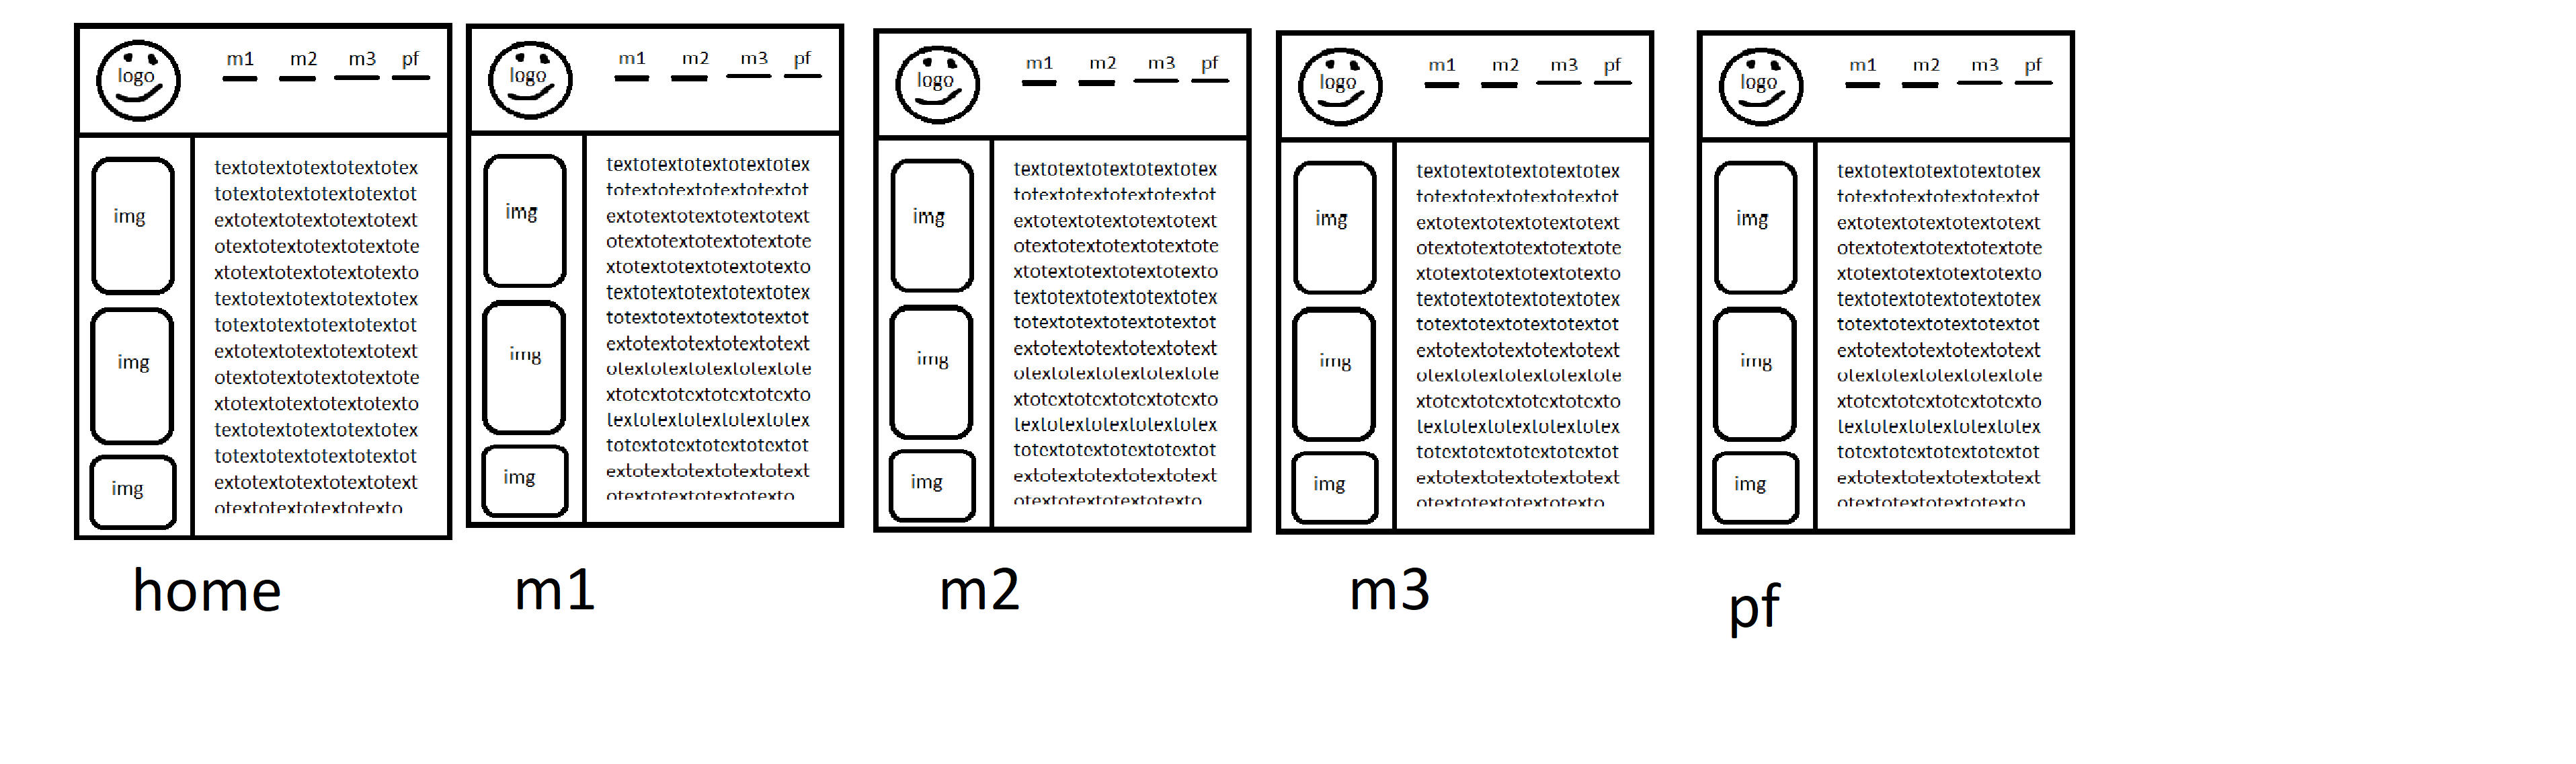 logo
m1 m2 m3 pf
img
img
img
textotextotextotextotex
totextotextotextotextot
extotextotextotextotext
otextotextotextotextote
xtotextotextotextotexto
textotextotextotextotex
totextotextotextotextot
extotextotextotextotext
otextotextotextotextote
xtotextotextotextotexto
textotextotextotextotex
totextotextotextotextot
extotextotextotextotext
otextotextotextotexto
home
logo
m1 m2 m3 pf
img
img
img
textotextotextotextotex
totextotextotextotextot
extotextotextotextotext
otextotextotextotextote
xtotextotextotextotexto
textotextotextotextotex
totextotextotextotextot
extotextotextotextotext
otextotextotextotextote
xtotextotextotextotexto
textotextotextotextotex
totextotextotextotextot
extotextotextotextotext
otextotextotextotexto
m1
logo
m1 m2 m3 pf
img
img
img
textotextotextotextotex
totextotextotextotextot
extotextotextotextotext
otextotextotextotextote
xtotextotextotextotexto
textotextotextotextotex
totextotextotextotextot
extotextotextotextotext
otextotextotextotextote
xtotextotextotextotexto
textotextotextotextotex
totextotextotextotextot
extotextotextotextotext
otextotextotextotexto
m2
logo
m1 m2 m3 pf
img
img
img
textotextotextotextotex
totextotextotextotextot
extotextotextotextotext
otextotextotextotextote
xtotextotextotextotexto
textotextotextotextotex
totextotextotextotextot
extotextotextotextotext
otextotextotextotextote
xtotextotextotextotexto
textotextotextotextotex
totextotextotextotextot
extotextotextotextotext
otextotextotextotexto
m3
logo
m1 m2 m3 pf
img
img
img
textotextotextotextotex
totextotextotextotextot
extotextotextotextotext
otextotextotextotextote
xtotextotextotextotexto
textotextotextotextotex
totextotextotextotextot
extotextotextotextotext
otextotextotextotextote
xtotextotextotextotexto
textotextotextotextotex
totextotextotextotextot
extotextotextotextotext
otextotextotextotexto
pf